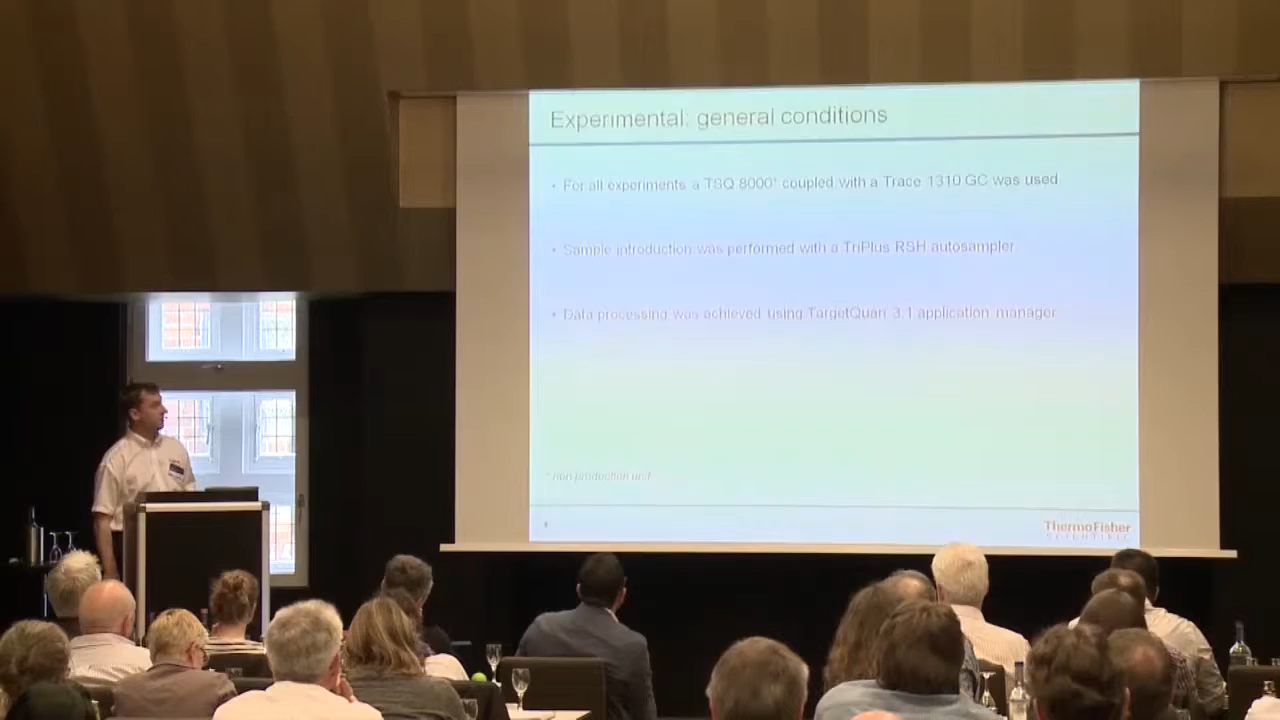 Experimental: general conditions
• For all experiments a TSQ 8000* coupled with a Trace 1310 GC was used
• Sample introduction was performed with a TriPlus RSH autosampler
• Data processing was achieved using TargetQuan 3.1 application manager
* non production unit
ThermoFisher
SCIENTIFIC